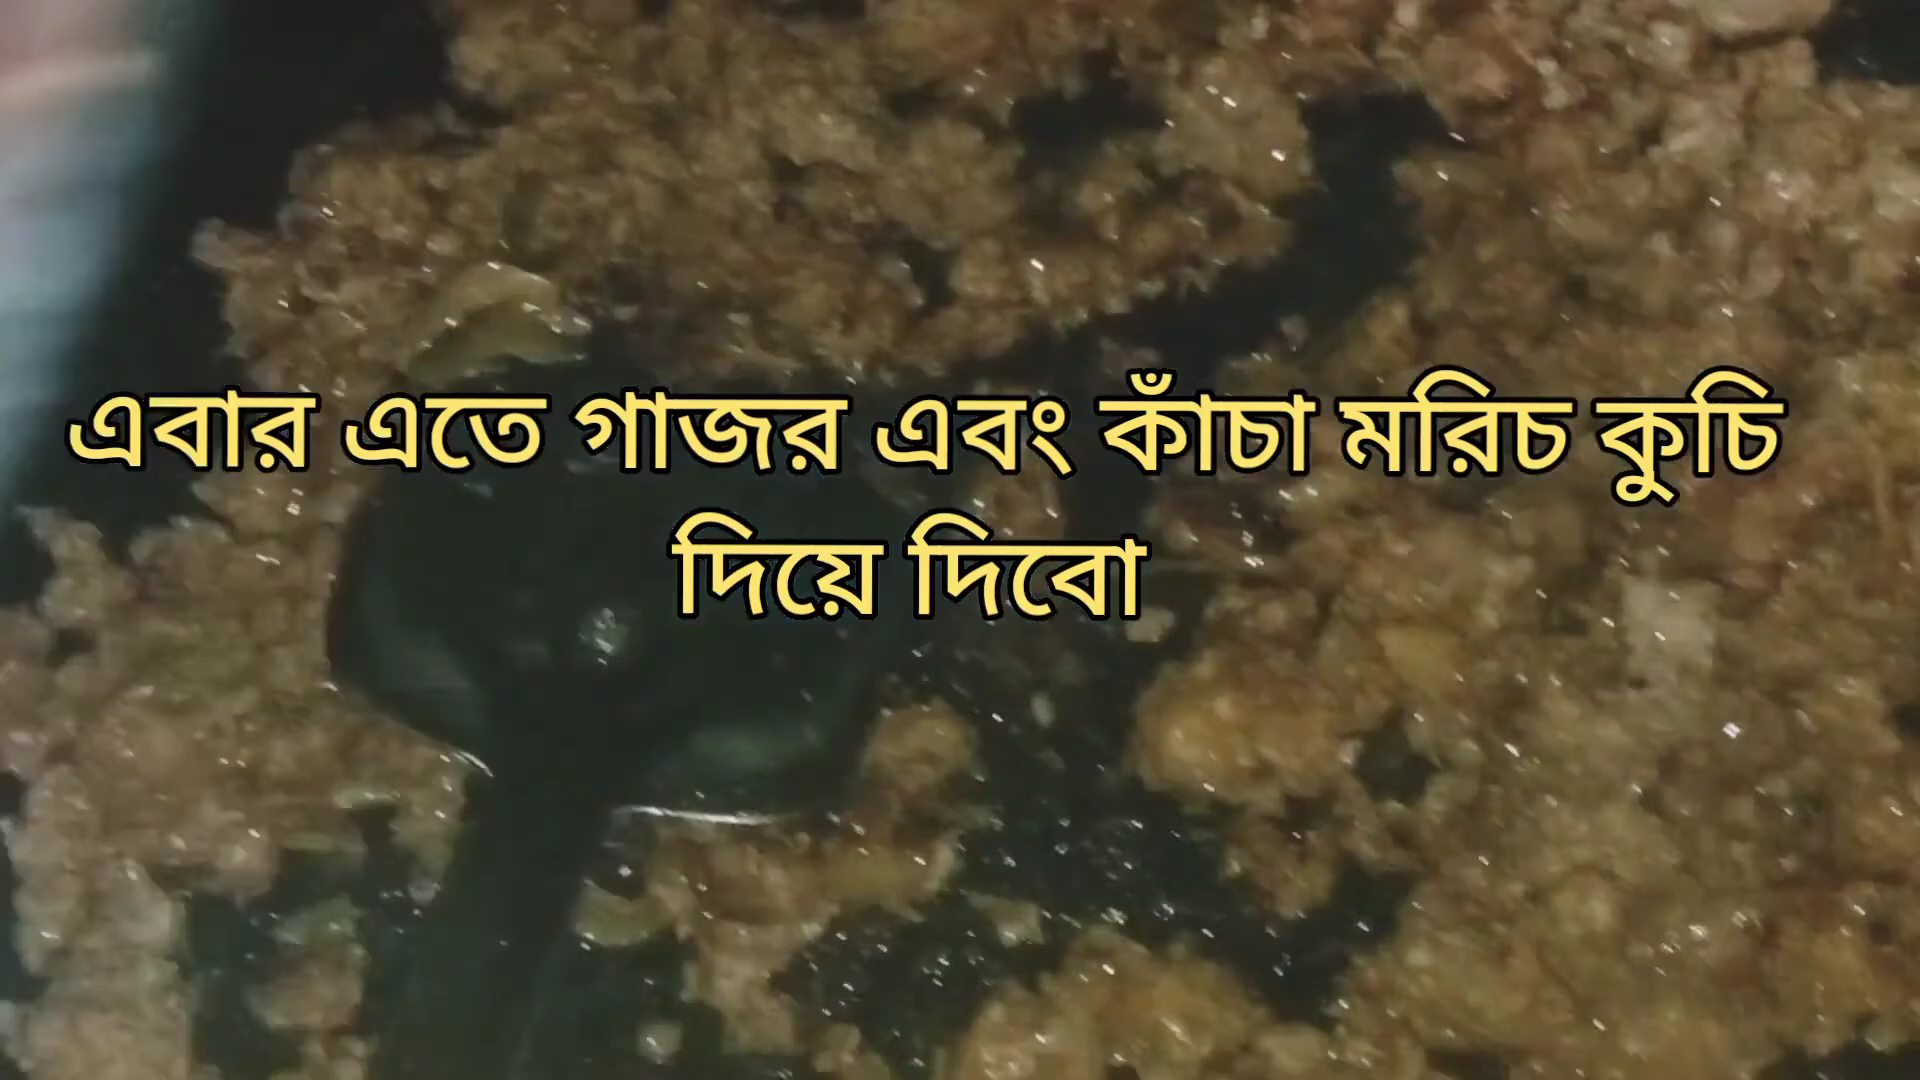 এবার এতে গাজর এবং কাঁচা মরিচ কুচি
দিয়ে দিবো